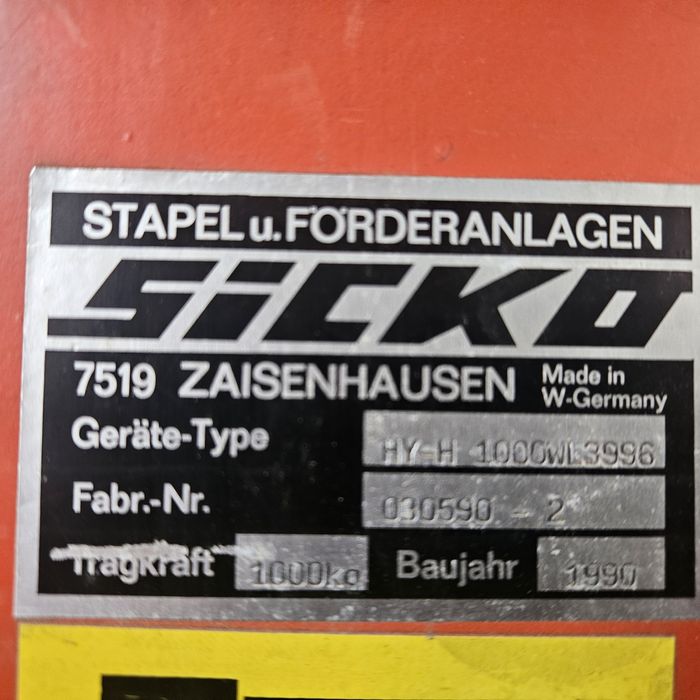 STAPEL u. FÖRDERANLAGEN
SiCKO
7519 ZAISENHAUSEN Made in W-Germany
Geräte-Type HY-H 1000WL3996
Fabr.-Nr. 030590 - 2
Tragkraft 1000kg Baujahr 1990